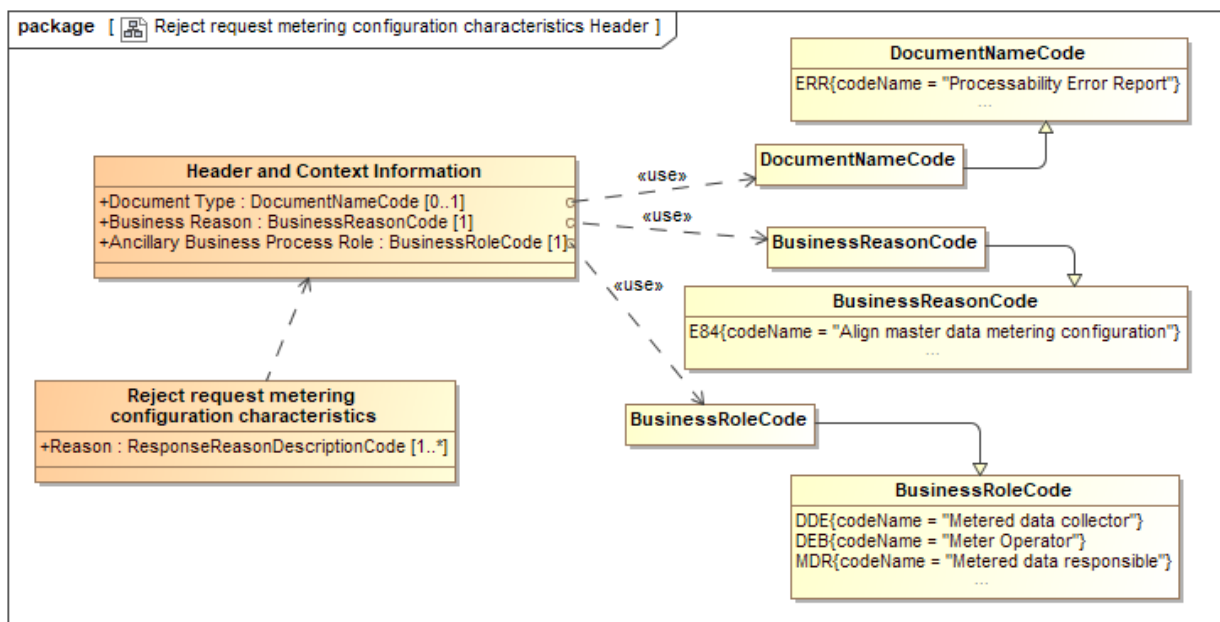 package [ Reject request metering configuration characteristics Header ]
DocumentNameCode
ERR{codeName = "Processability Error Report"}
...
Header and Context Information
+Document Type : DocumentNameCode [0..1]
+Business Reason : BusinessReasonCode [1]
+Ancillary Business Process Role : BusinessRoleCode [1]
«use»
DocumentNameCode
«use»
BusinessReasonCode
«use»
BusinessReasonCode
E84{codeName = "Align master data metering configuration"}
...
Reject request metering
configuration characteristics
+Reason : ResponseReasonDescriptionCode [1..*]
BusinessRoleCode
BusinessRoleCode
DDE{codeName = "Metered data collector"}
DEB{codeName = "Meter Operator"}
MDR{codeName = "Metered data responsible"}
...